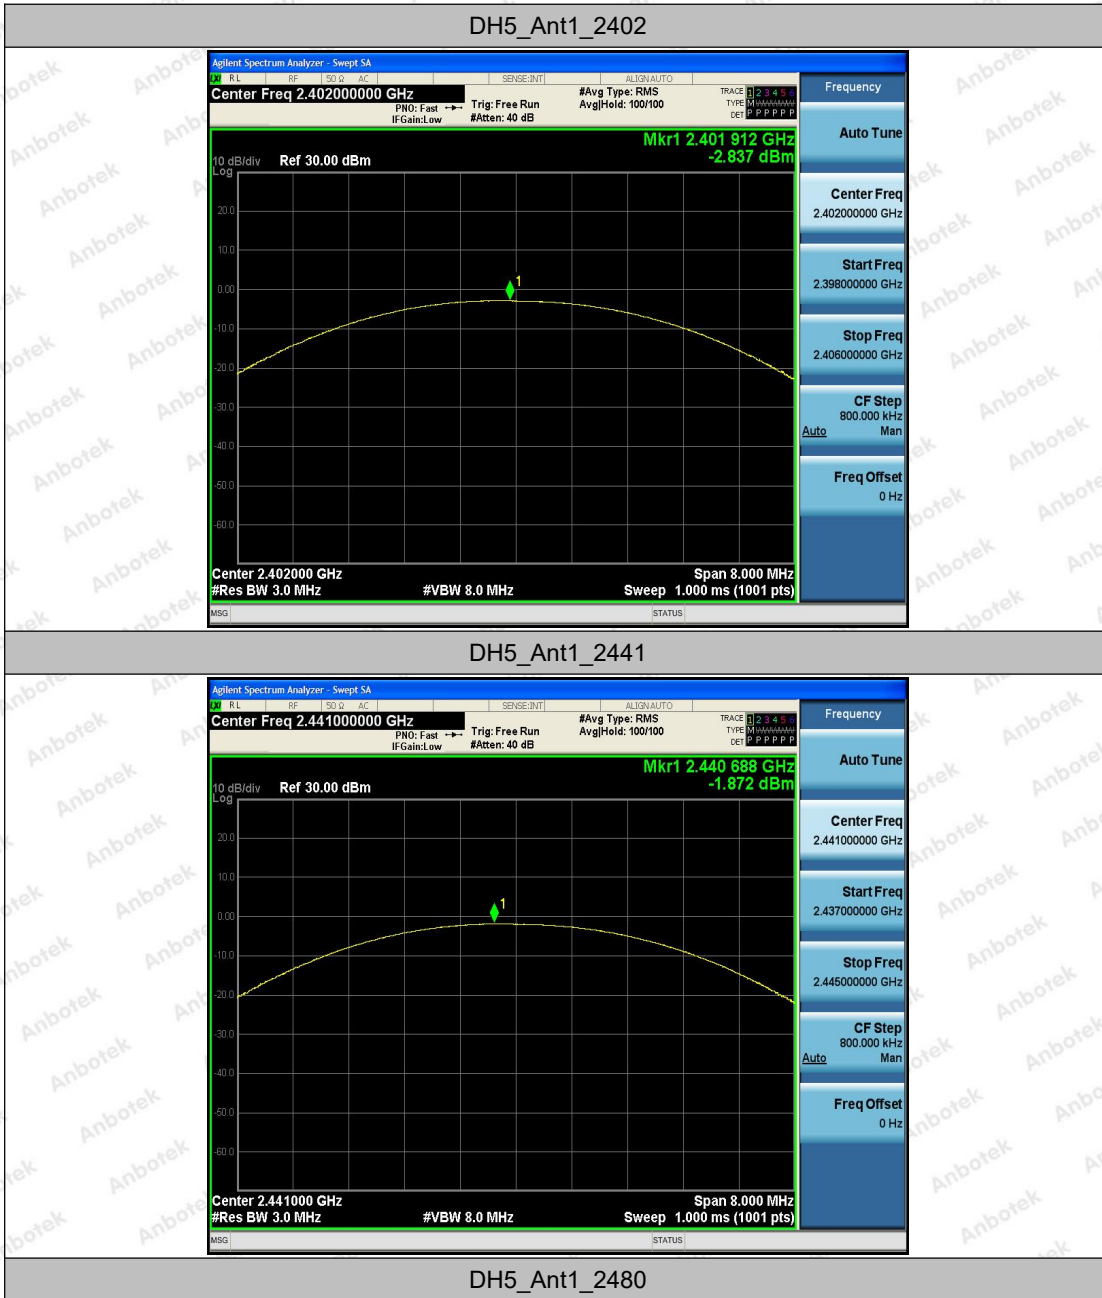 DH5_Ant1_2402
Agilent Spectrum Analyzer - Swept SA
LXI RL RF 50 Ω AC SENSE:INT ALIGNAUTO
Center Freq 2.402000000 GHz
PNO: Fast
IFGain:Low
Trig: Free Run
#Atten: 40 dB
#Avg Type: RMS
Avg|Hold: 100/100
TRACE 1 2 3 4 5 6
TYPE M
DET P P P P P P
Mkr1 2.401 912 GHz
-2.837 dBm
10 dB/div Ref 30.00 dBm
Log
20.0
10.0
0.00
-10.0
-20.0
-30.0
-40.0
-50.0
-60.0
1
Center 2.402000 GHz Span 8.000 MHz
#Res BW 3.0 MHz #VBW 8.0 MHz Sweep 1.000 ms (1001 pts)
MSG STATUS
Frequency
Auto Tune
Center Freq
2.402000000 GHz
Start Freq
2.398000000 GHz
Stop Freq
2.406000000 GHz
CF Step
800.000 kHz
Auto Man
Freq Offset
0 Hz
DH5_Ant1_2441
Agilent Spectrum Analyzer - Swept SA
LXI RL RF 50 Ω AC SENSE:INT ALIGNAUTO
Center Freq 2.441000000 GHz
PNO: Fast
IFGain:Low
Trig: Free Run
#Atten: 40 dB
#Avg Type: RMS
Avg|Hold: 100/100
TRACE 1 2 3 4 5 6
TYPE M
DET P P P P P P
Mkr1 2.440 688 GHz
-1.872 dBm
10 dB/div Ref 30.00 dBm
Log
20.0
10.0
0.00
-10.0
-20.0
-30.0
-40.0
-50.0
-60.0
1
Center 2.441000 GHz Span 8.000 MHz
#Res BW 3.0 MHz #VBW 8.0 MHz Sweep 1.000 ms (1001 pts)
MSG STATUS
Frequency
Auto Tune
Center Freq
2.441000000 GHz
Start Freq
2.437000000 GHz
Stop Freq
2.445000000 GHz
CF Step
800.000 kHz
Auto Man
Freq Offset
0 Hz
DH5_Ant1_2480